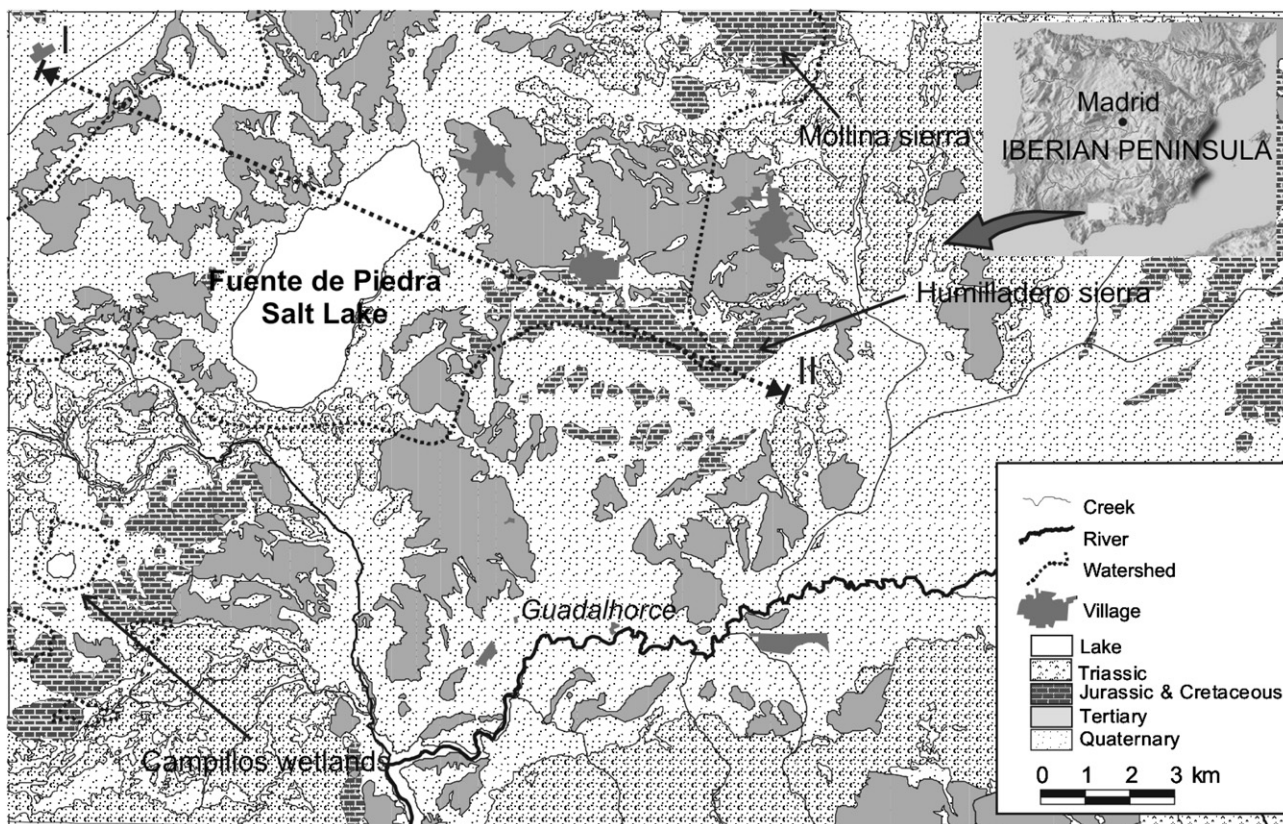 I
Mollina sierra
Madrid
IBERIAN PENINSULA
Fuente de Piedra
Salt Lake
Humilladero sierra
II
Guadalhorce
Campillos wetlands
Creek
River
Watershed
Village
Lake
Triassic
Jurassic & Cretaceous
Tertiary
Quaternary
0 1 2 3 km